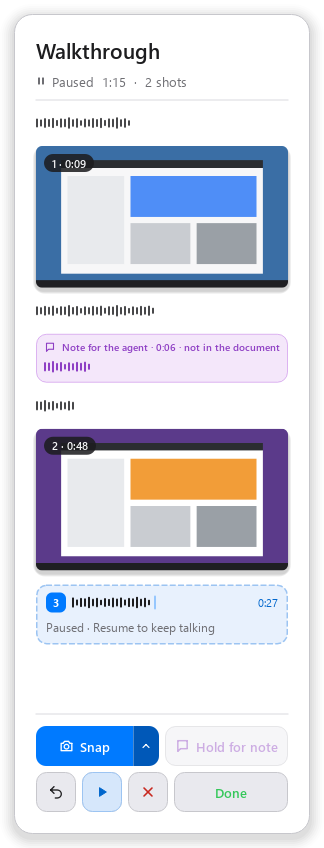 Walkthrough
Paused 1:15 · 2 shots
1 · 0:09
Note for the agent · 0:06 · not in the document
2 · 0:48
3 0:27
Paused · Resume to keep talking
Snap Hold for note
Done